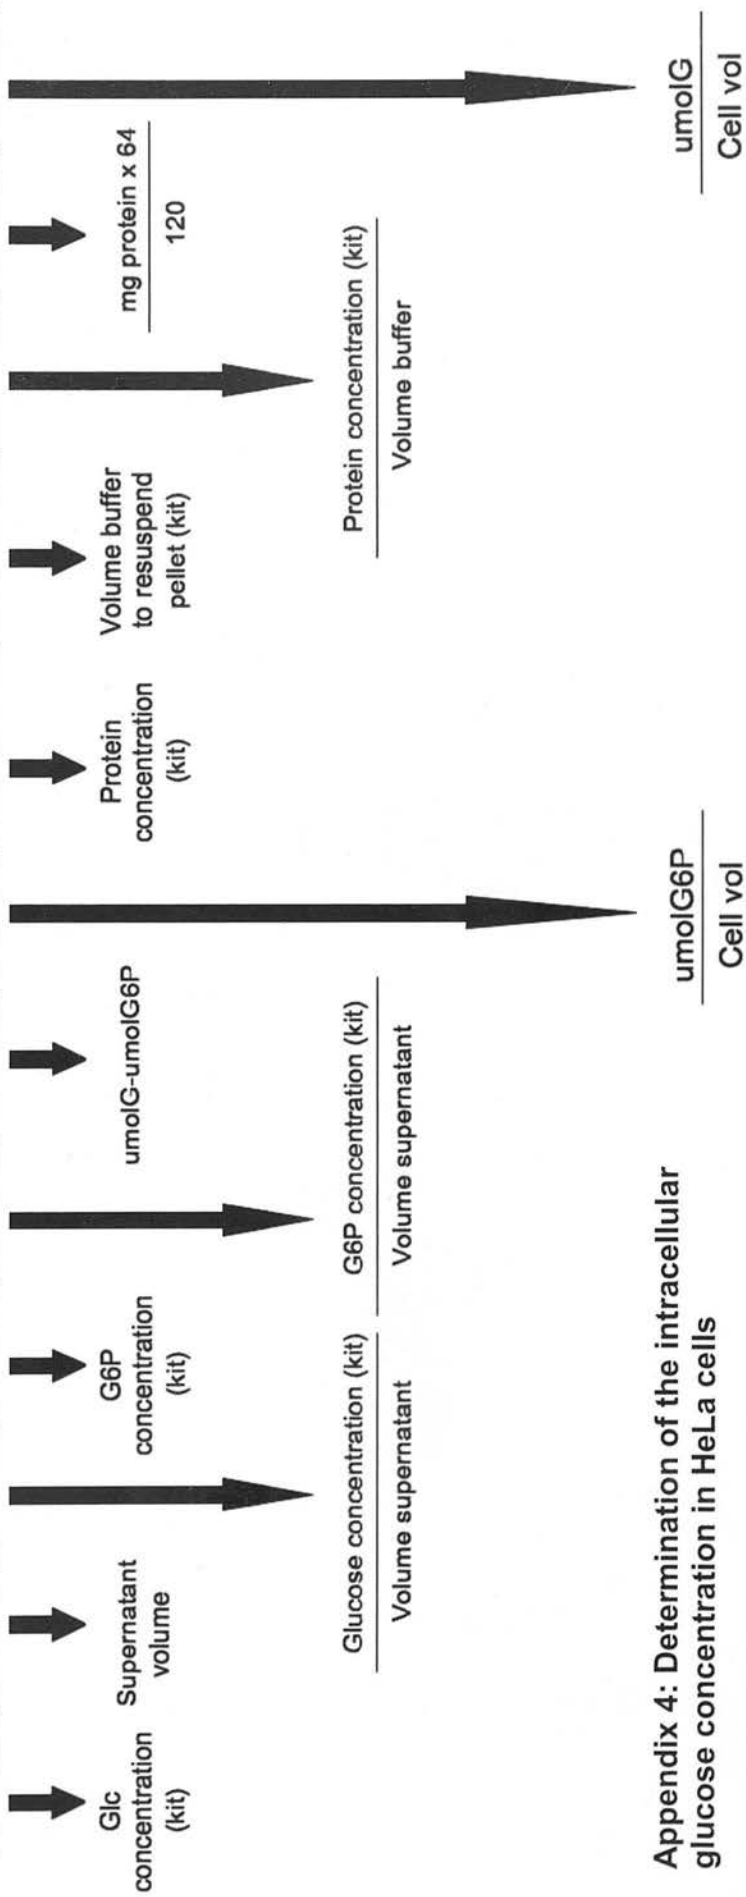 Glc
concentration
(kit)
Supernatant
volume
Glucose concentration (kit)
Volume supernatant
G6P
concentration
(kit)
G6P concentration (kit)
Volume supernatant
umolG-umolG6P
umolG6P
Cell vol
Protein
concentration
(kit)
Volume buffer
to resuspend
pellet (kit)
Protein concentration (kit)
Volume buffer
mg protein x 64
120
umolG
Cell vol
Appendix 4: Determination of the intracellular
glucose concentration in HeLa cells